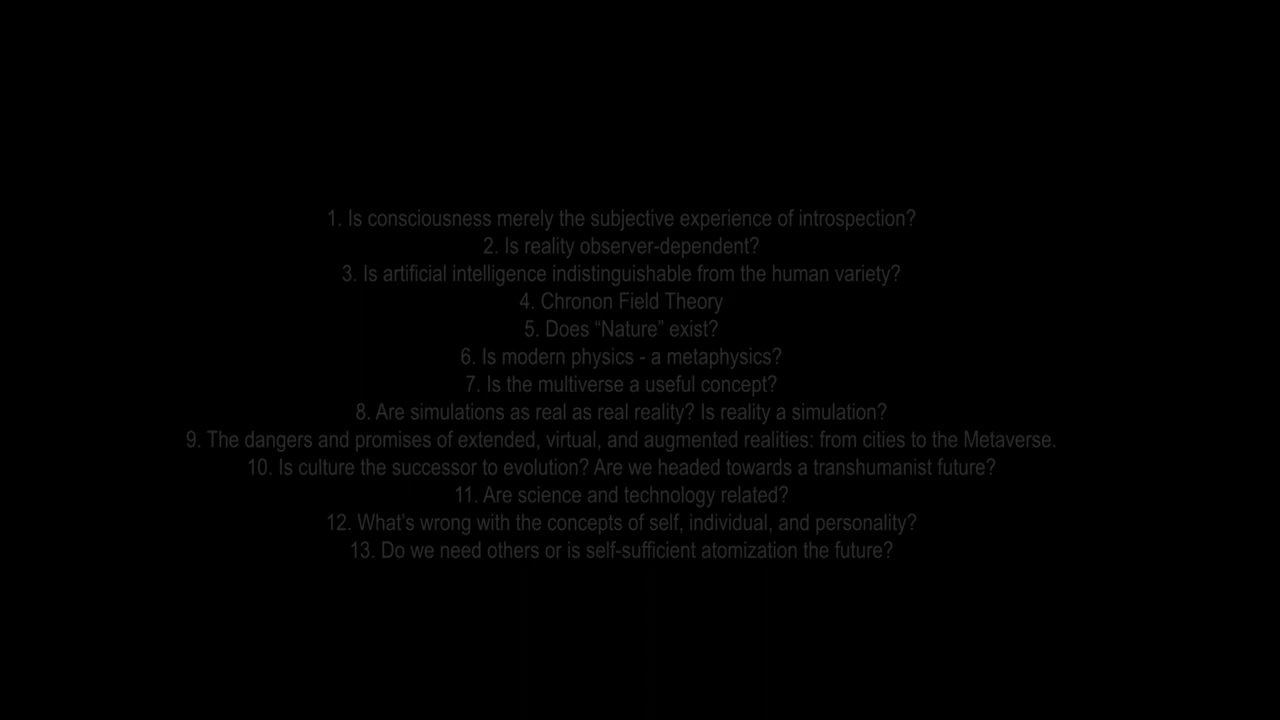 1. Is consciousness merely the subjective experience of introspection?
2. Is reality observer-dependent?
3. Is artificial intelligence indistinguishable from the human variety?
4. Chronon Field Theory
5. Does “Nature” exist?
6. Is modern physics - a metaphysics?
7. Is the multiverse a useful concept?
8. Are simulations as real as real reality? Is reality a simulation?
9. The dangers and promises of extended, virtual, and augmented realities: from cities to the Metaverse.
10. Is culture the successor to evolution? Are we headed towards a transhumanist future?
11. Are science and technology related?
12. What’s wrong with the concepts of self, individual, and personality?
13. Do we need others or is self-sufficient atomization the future?